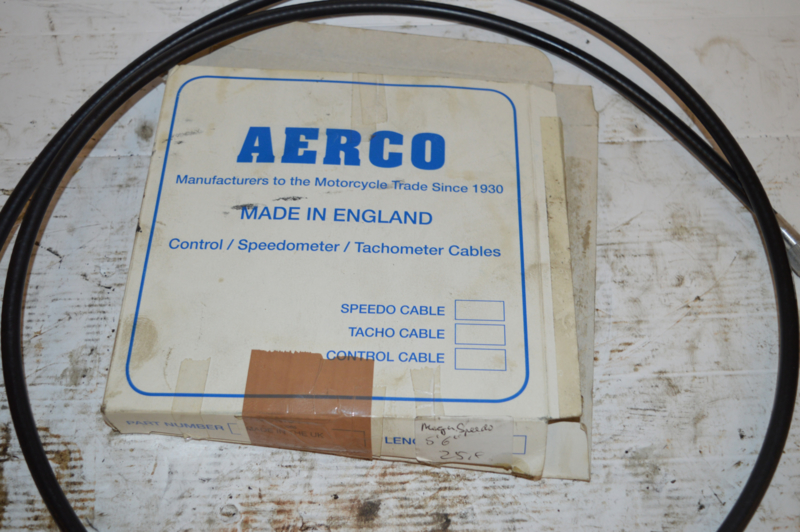 AERCO
Manufacturers to the Motorcycle Trade Since 1930
MADE IN ENGLAND
Control / Speedometer / Tachometer Cables
SPEEDO CABLE
TACHO CABLE
CONTROL CABLE
PART NUMBER
Speedo
5'6"